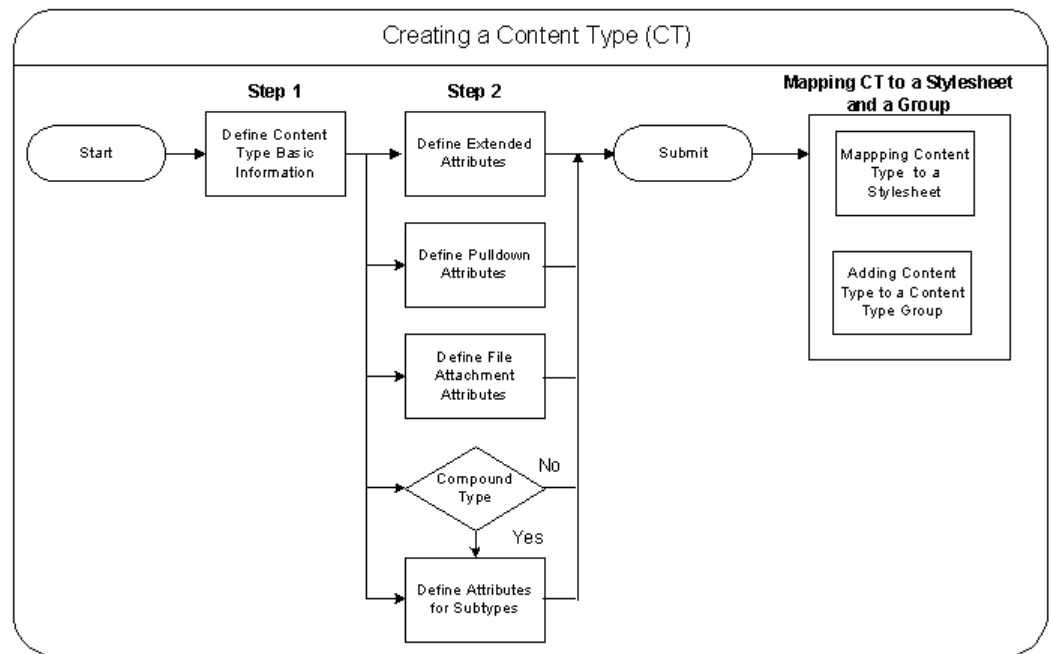 Creating a Content Type (CT)
Step 1
Step 2
Mapping CT to a Stylesheet
and a Group
Start
Define Content
Type Basic
Information
Define Extended
Attributes
Submit
Mappping Content
Type to a
Stylesheet
Define Pulldown
Attributes
Adding Content
Type to a Content
Type Group
Define File
Attachment
Attributes
Compound
Type
No
Yes
Define Attributes
for Subtypes